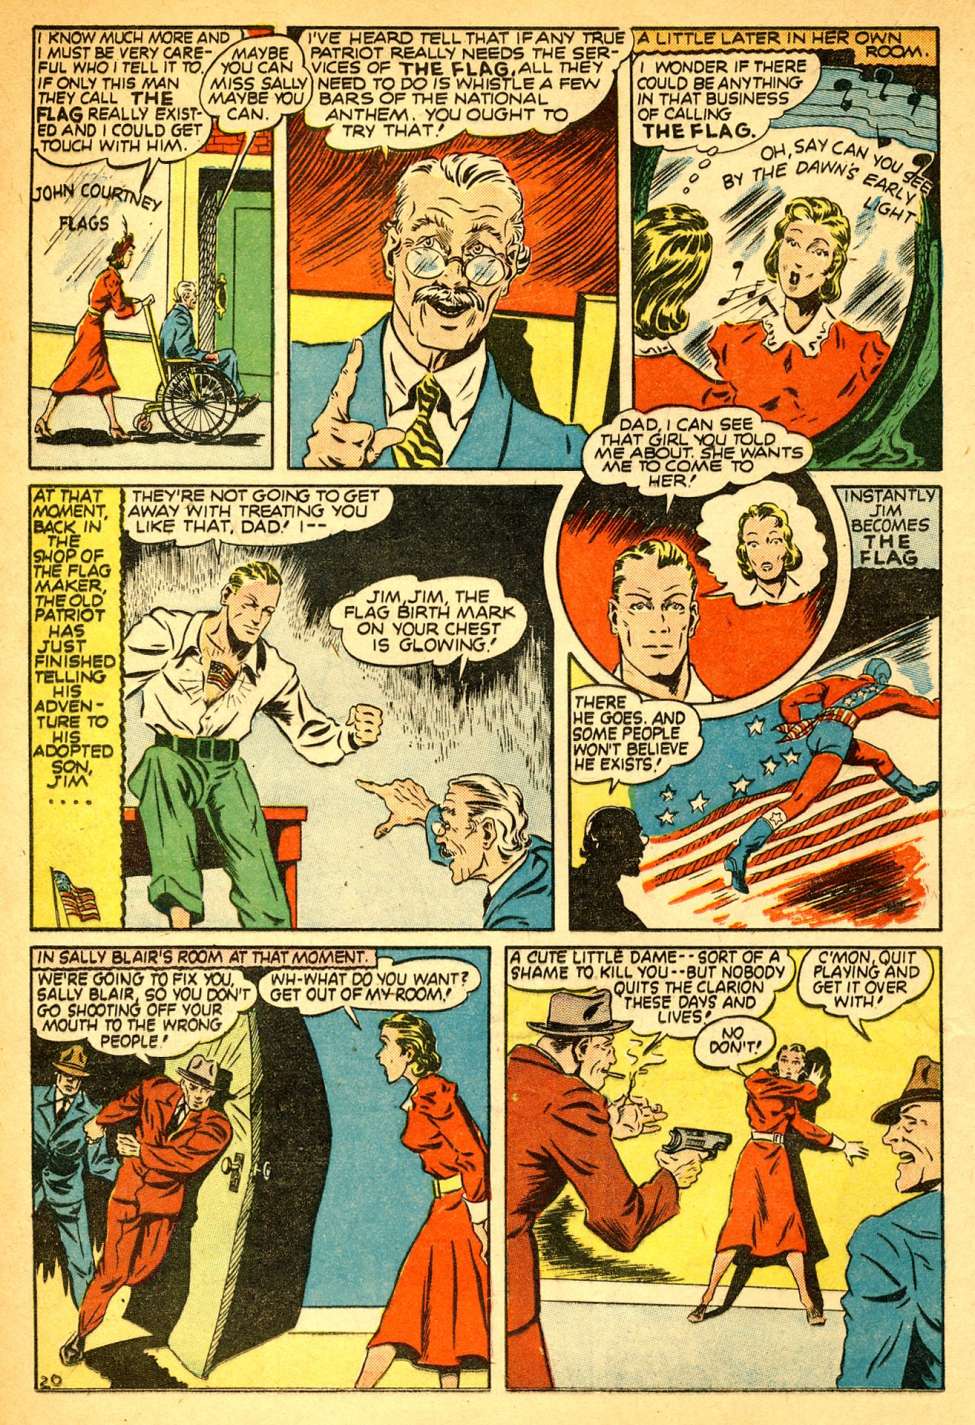 I KNOW MUCH MORE AND
I MUST BE VERY CARE-
FUL WHO I TELL IT TO.
IF ONLY THIS MAN
THEY CALL THE
FLAG REALLY EXIST-
ED AND I COULD GET
TOUCH WITH HIM.
MAYBE
YOU CAN
MISS SALLY
MAYBE YOU
CAN.
JOHN COURTNEY
FLAGS
I'VE HEARD TELL THAT IF ANY TRUE
PATRIOT REALLY NEEDS THE SER-
VICES OF THE FLAG, ALL THEY
NEED TO DO IS WHISTLE A FEW
BARS OF THE NATIONAL
ANTHEM. YOU OUGHT TO
TRY THAT!
A LITTLE LATER IN HER OWN
ROOM.
I WONDER IF THERE
COULD BE ANYTHING
IN THAT BUSINESS
OF CALLING
THE FLAG.
OH, SAY CAN YOU SEE
BY THE DAWN'S EARLY
LIGHT
AT THAT
MOMENT,
BACK IN
THE
SHOP OF
THE FLAG
MAKER,
THE OLD
PATRIOT
HAS
JUST
FINISHED
TELLING
HIS
ADVEN-
TURE TO
HIS
ADOPTED
SON,
JIM
....
THEY'RE NOT GOING TO GET
AWAY WITH TREATING YOU
LIKE THAT, DAD! I--
JIM, JIM, THE
FLAG BIRTH MARK
ON YOUR CHEST
IS GLOWING!
DAD, I CAN SEE
THAT GIRL YOU TOLD
ME ABOUT. SHE WANTS
ME TO COME TO
HER!
INSTANTLY
JIM
BECOMES
THE
FLAG
THERE
HE GOES. AND
SOME PEOPLE
WON'T BELIEVE
HE EXISTS!
IN SALLY BLAIR'S ROOM AT THAT MOMENT.
WE'RE GOING TO FIX YOU,
SALLY BLAIR, SO YOU DON'T
GO SHOOTING OFF YOUR
MOUTH TO THE WRONG
PEOPLE!
WH-WHAT DO YOU WANT?
GET OUT OF MY ROOM!
20
A CUTE LITTLE DAME--SORT OF A
SHAME TO KILL YOU--BUT NOBODY
QUITS THE CLARION
THESE DAYS AND
LIVES!
NO
DON'T!
C'MON, QUIT
PLAYING AND
GET IT OVER
WITH!